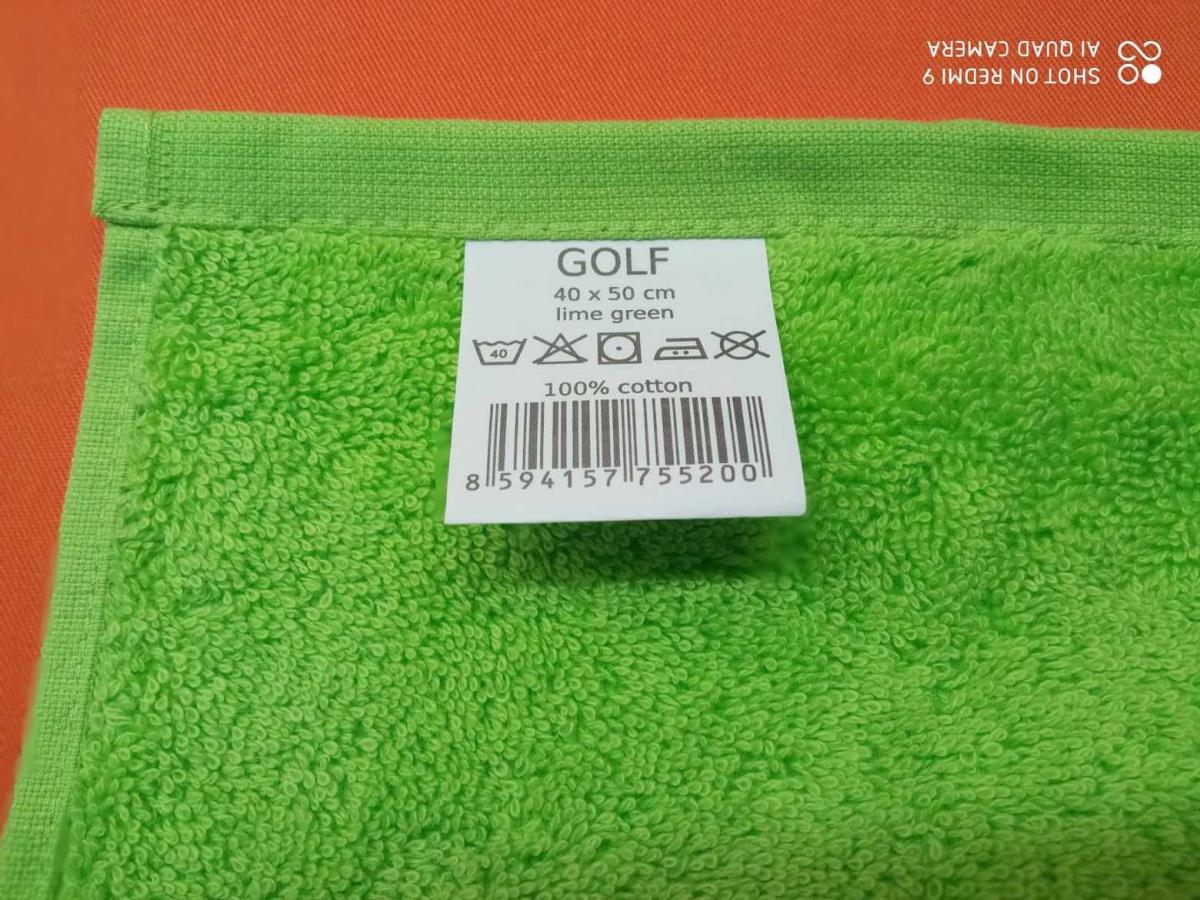 GOLF
40 x 50 cm
lime green
40
100% cotton
8 594157 755200
SHOT ON REDMI 9
AI QUAD CAMERA